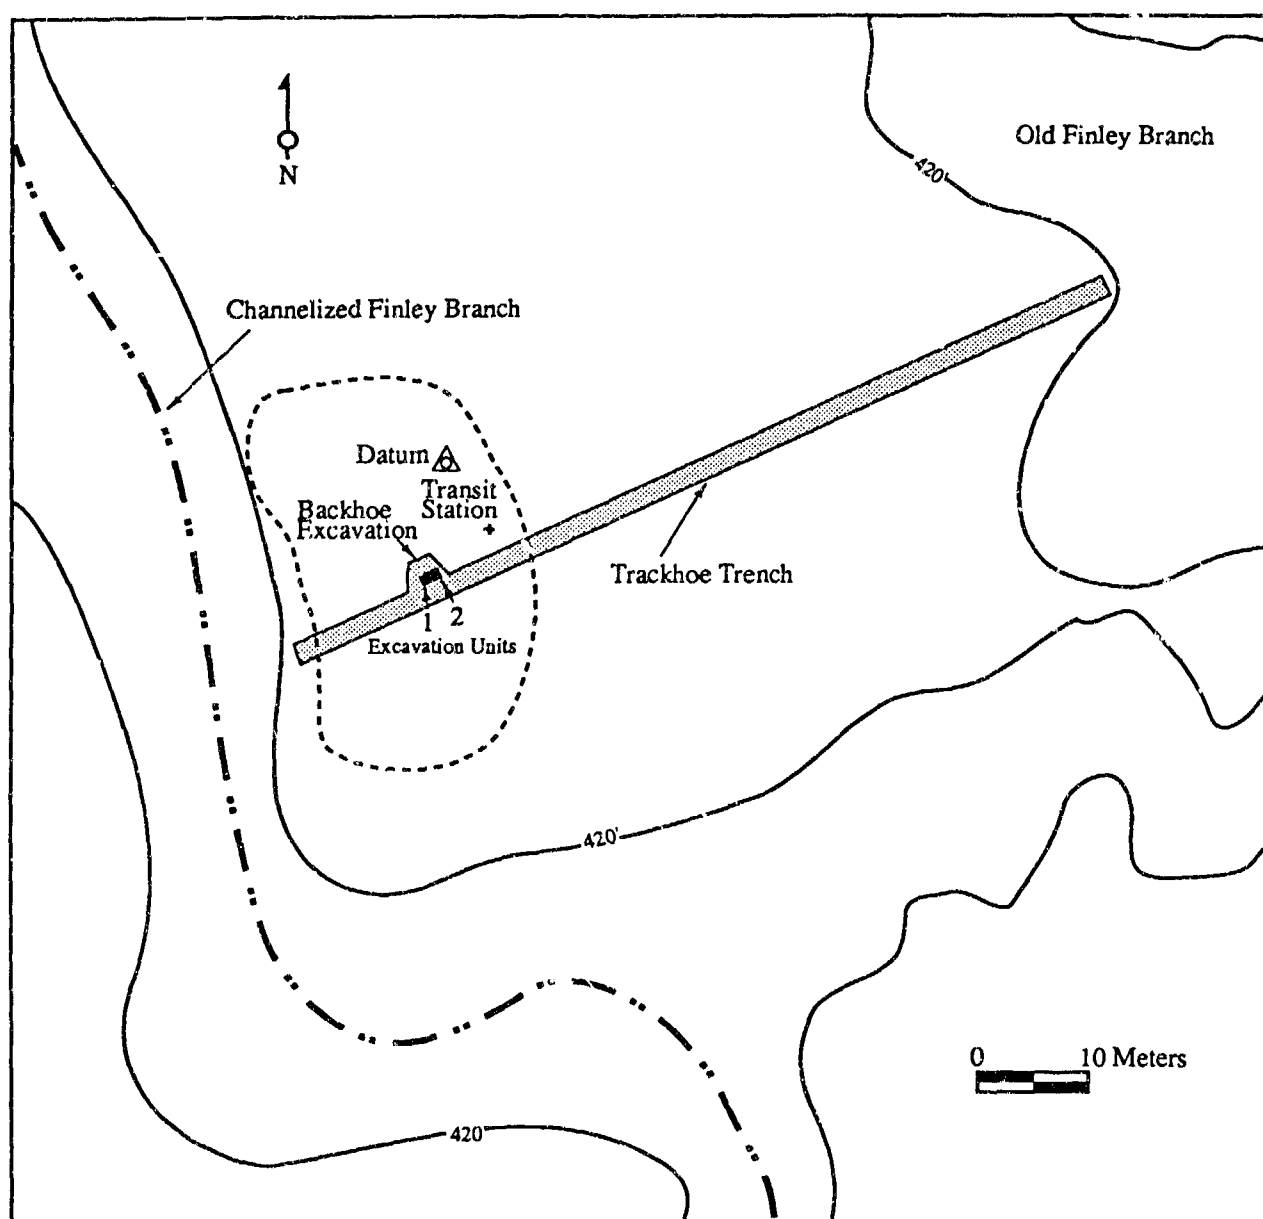 Old Finley Branch
420'
N
Channelized Finley Branch
Datum
Transit
Station
Backhoe
Excavation
Trackhoe Trench
1
2
Excavation Units
420'
0 10 Meters
420